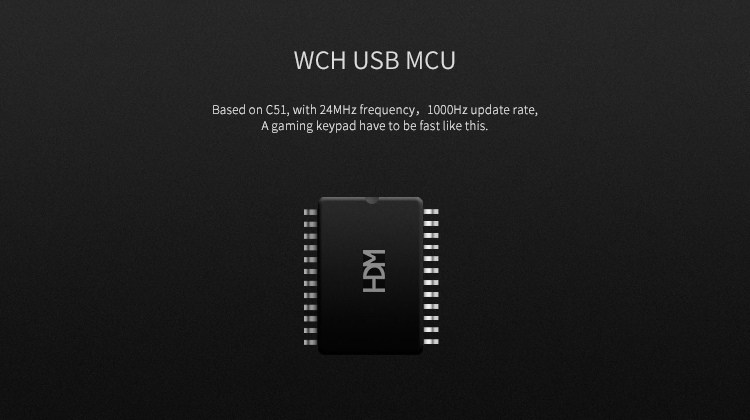 WCH USB MCU
Based on C51, with 24MHz frequency，1000Hz update rate,
A gaming keypad have to be fast like this.
HDM